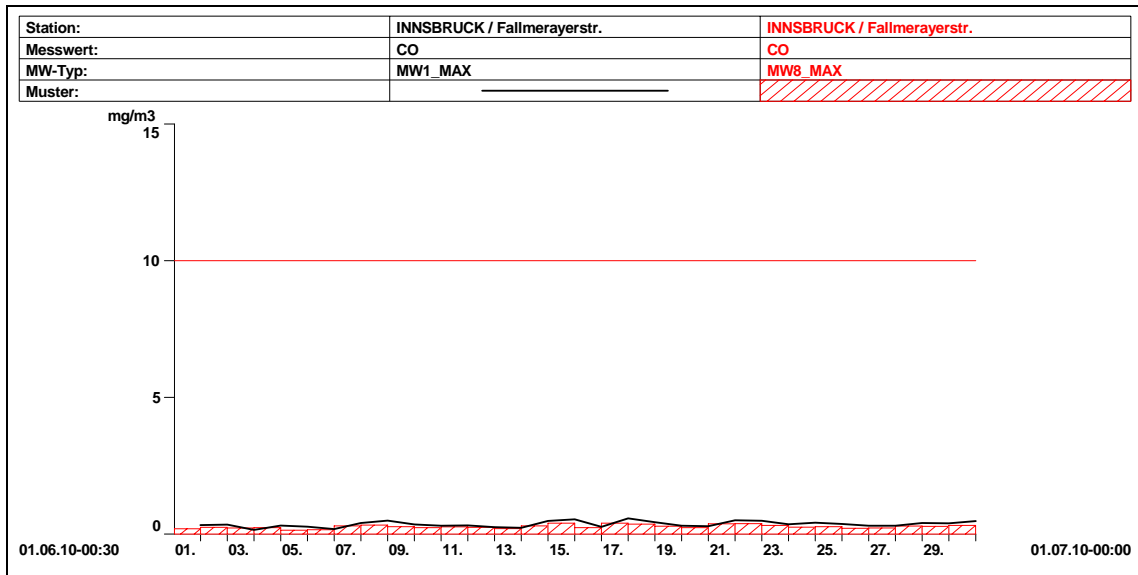 Station: INNSBRUCK / Fallmerayerstr. INNSBRUCK / Fallmerayerstr.
Messwert: CO CO
MW-Typ: MW1_MAX MW8_MAX
Muster:
mg/m3
15
10
5
0
01.06.10-00:30 01. 03. 05. 07. 09. 11. 13. 15. 17. 19. 21. 23. 25. 27. 29. 01.07.10-00:00